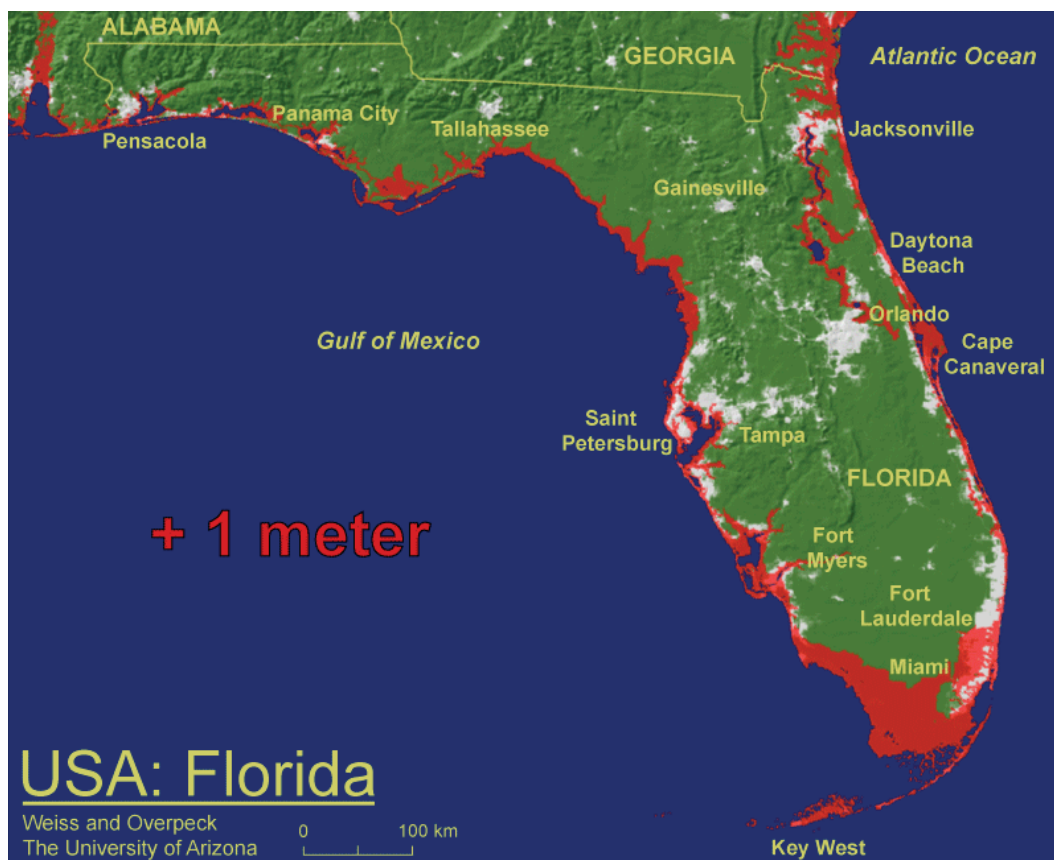 ALABAMA
GEORGIA
Atlantic Ocean
Panama City
Pensacola
Tallahassee
Jacksonville
Gainesville
Daytona
Beach
Orlando
Gulf of Mexico
Cape
Canaveral
Saint
Petersburg
Tampa
FLORIDA
+ 1 meter
Fort
Myers
Fort
Lauderdale
Miami
USA: Florida
Weiss and Overpeck
The University of Arizona
0 100 km
Key West